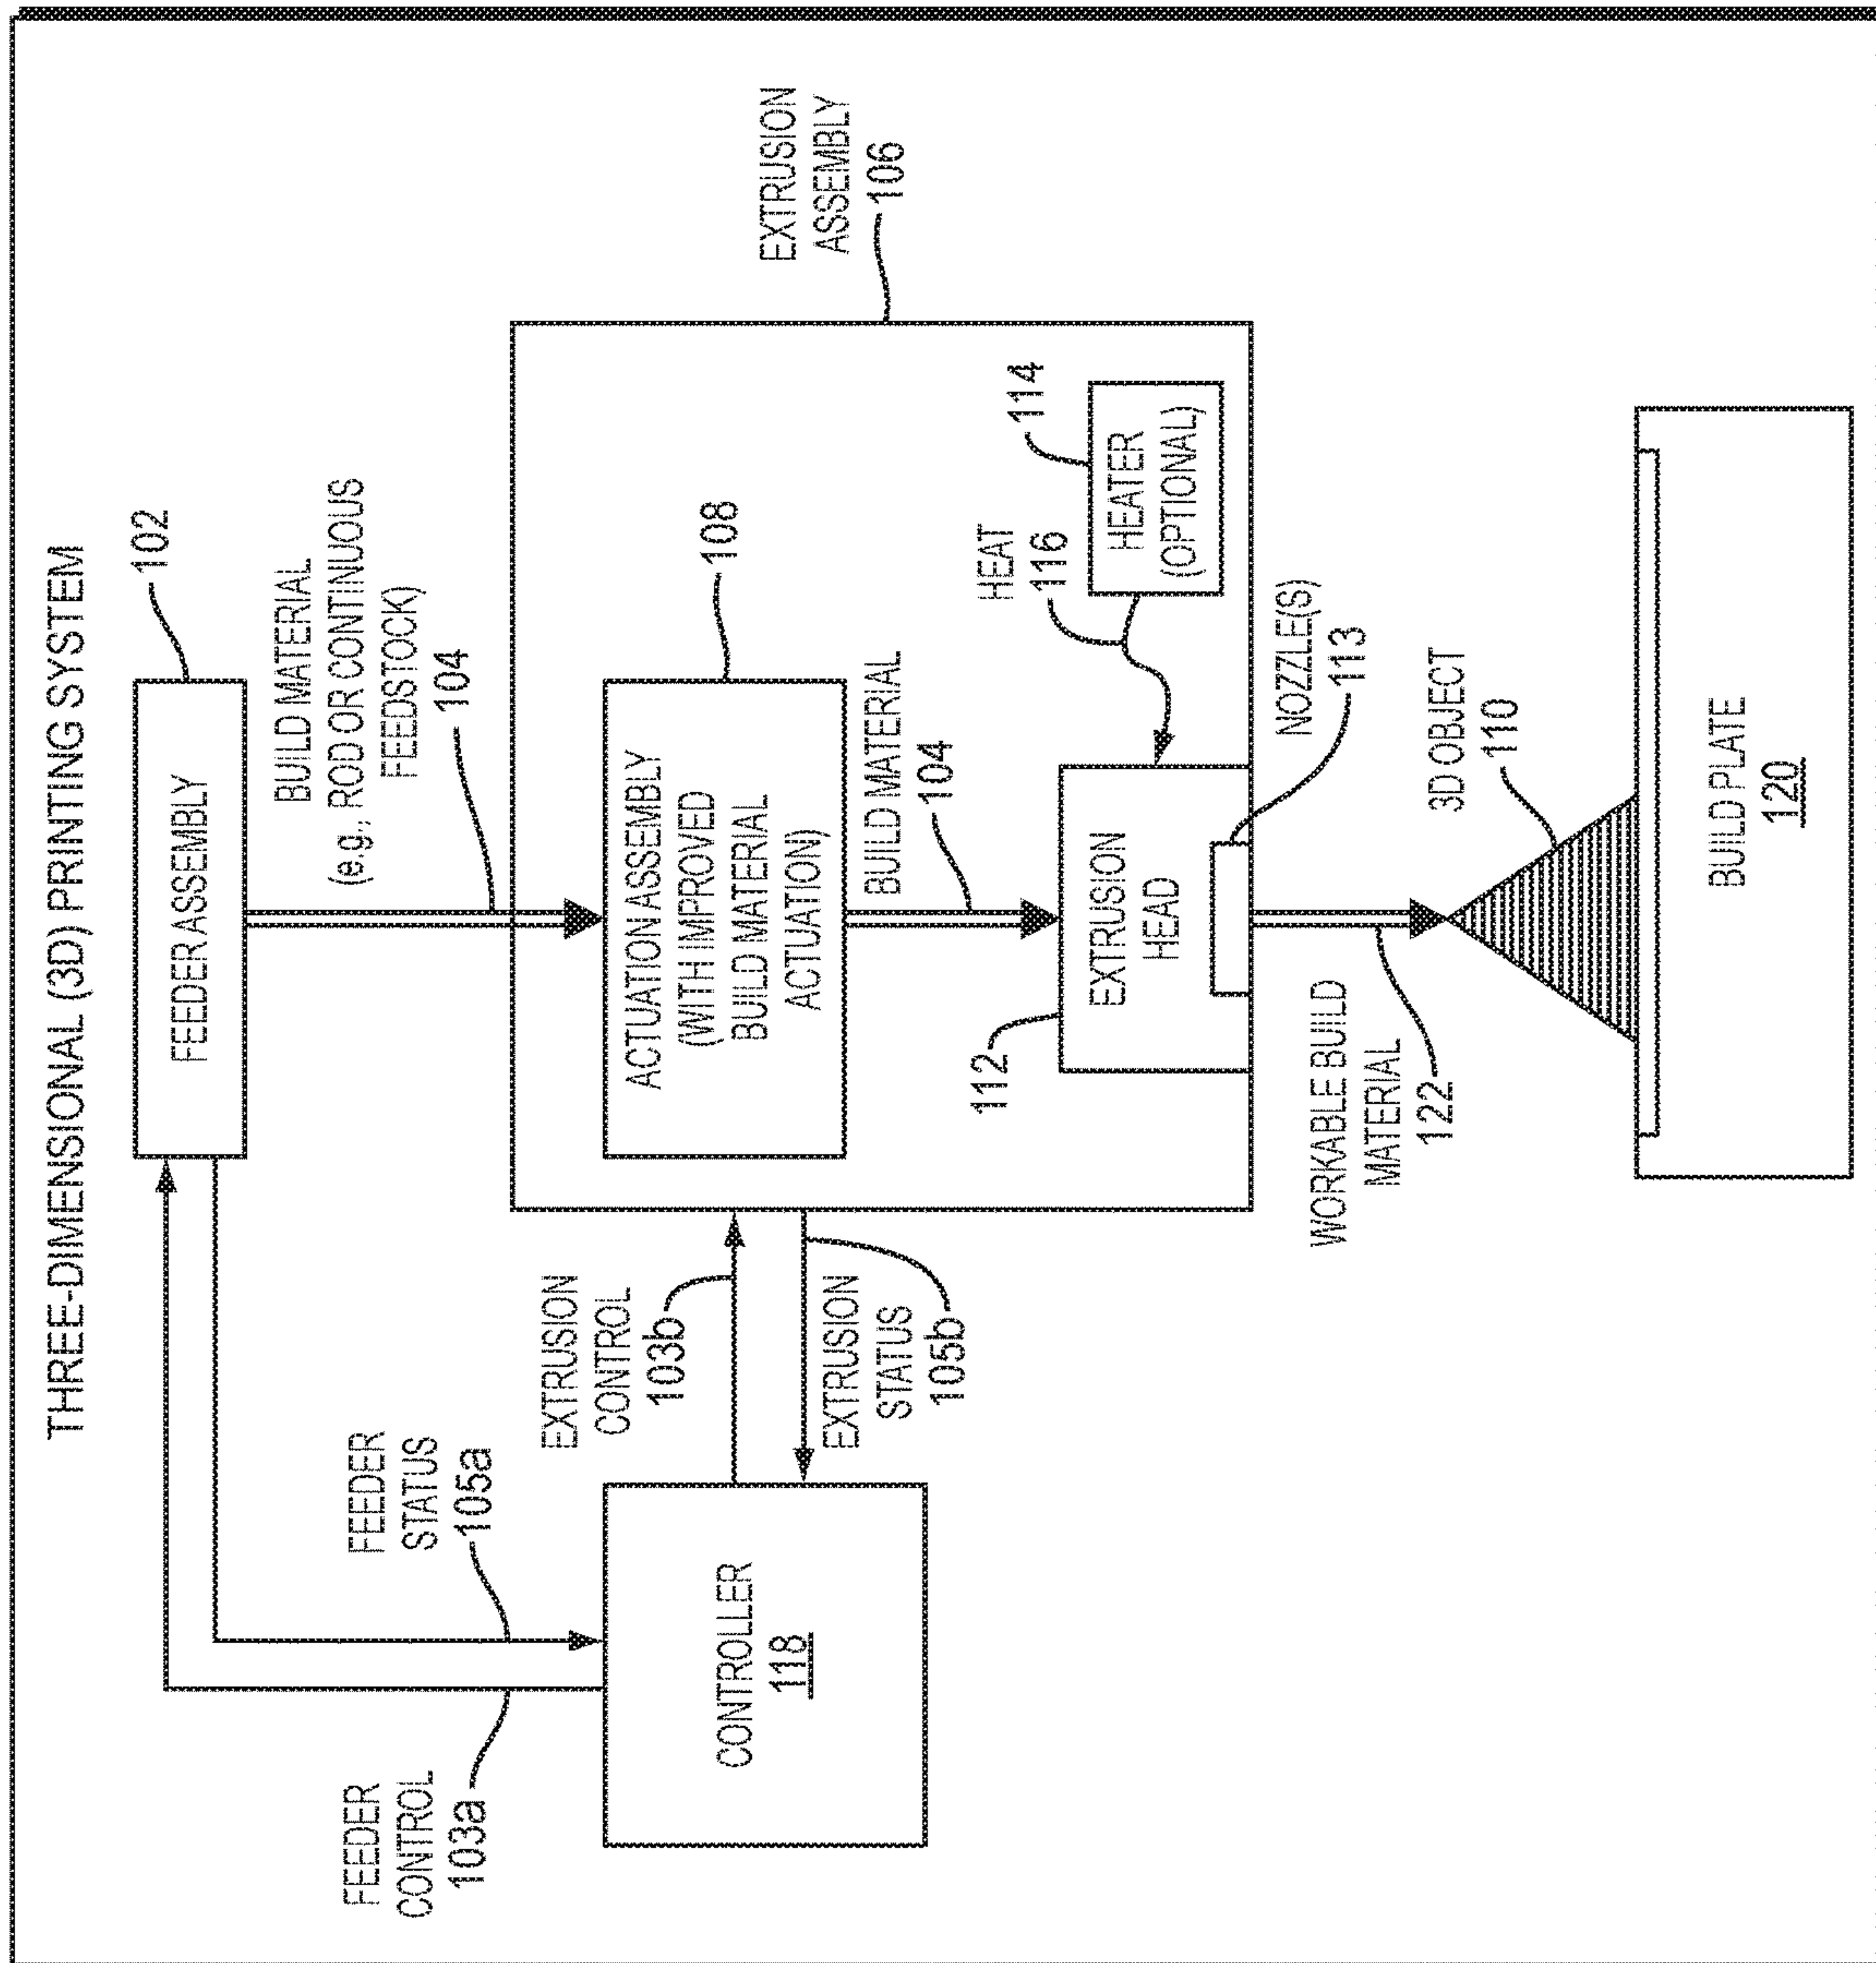 THREE-DIMENSIONAL (3D) PRINTING SYSTEM
FEEDER ASSEMBLY
102
BUILD MATERIAL
(e.g., ROD OR CONTINUOUS
FEEDSTOCK)
104
FEEDER
CONTROL
103a
FEEDER
STATUS
105a
EXTRUSION
CONTROL
103b
EXTRUSION
STATUS
105b
CONTROLLER
118
EXTRUSION
ASSEMBLY
106
ACTUATION ASSEMBLY
(WITH IMPROVED
BUILD MATERIAL
ACTUATION)
108
BUILD MATERIAL
104
HEAT
116
HEATER
(OPTIONAL)
114
EXTRUSION
HEAD
112
NOZZLE(S)
113
WORKABLE BUILD
MATERIAL
122
3D OBJECT
110
BUILD PLATE
120